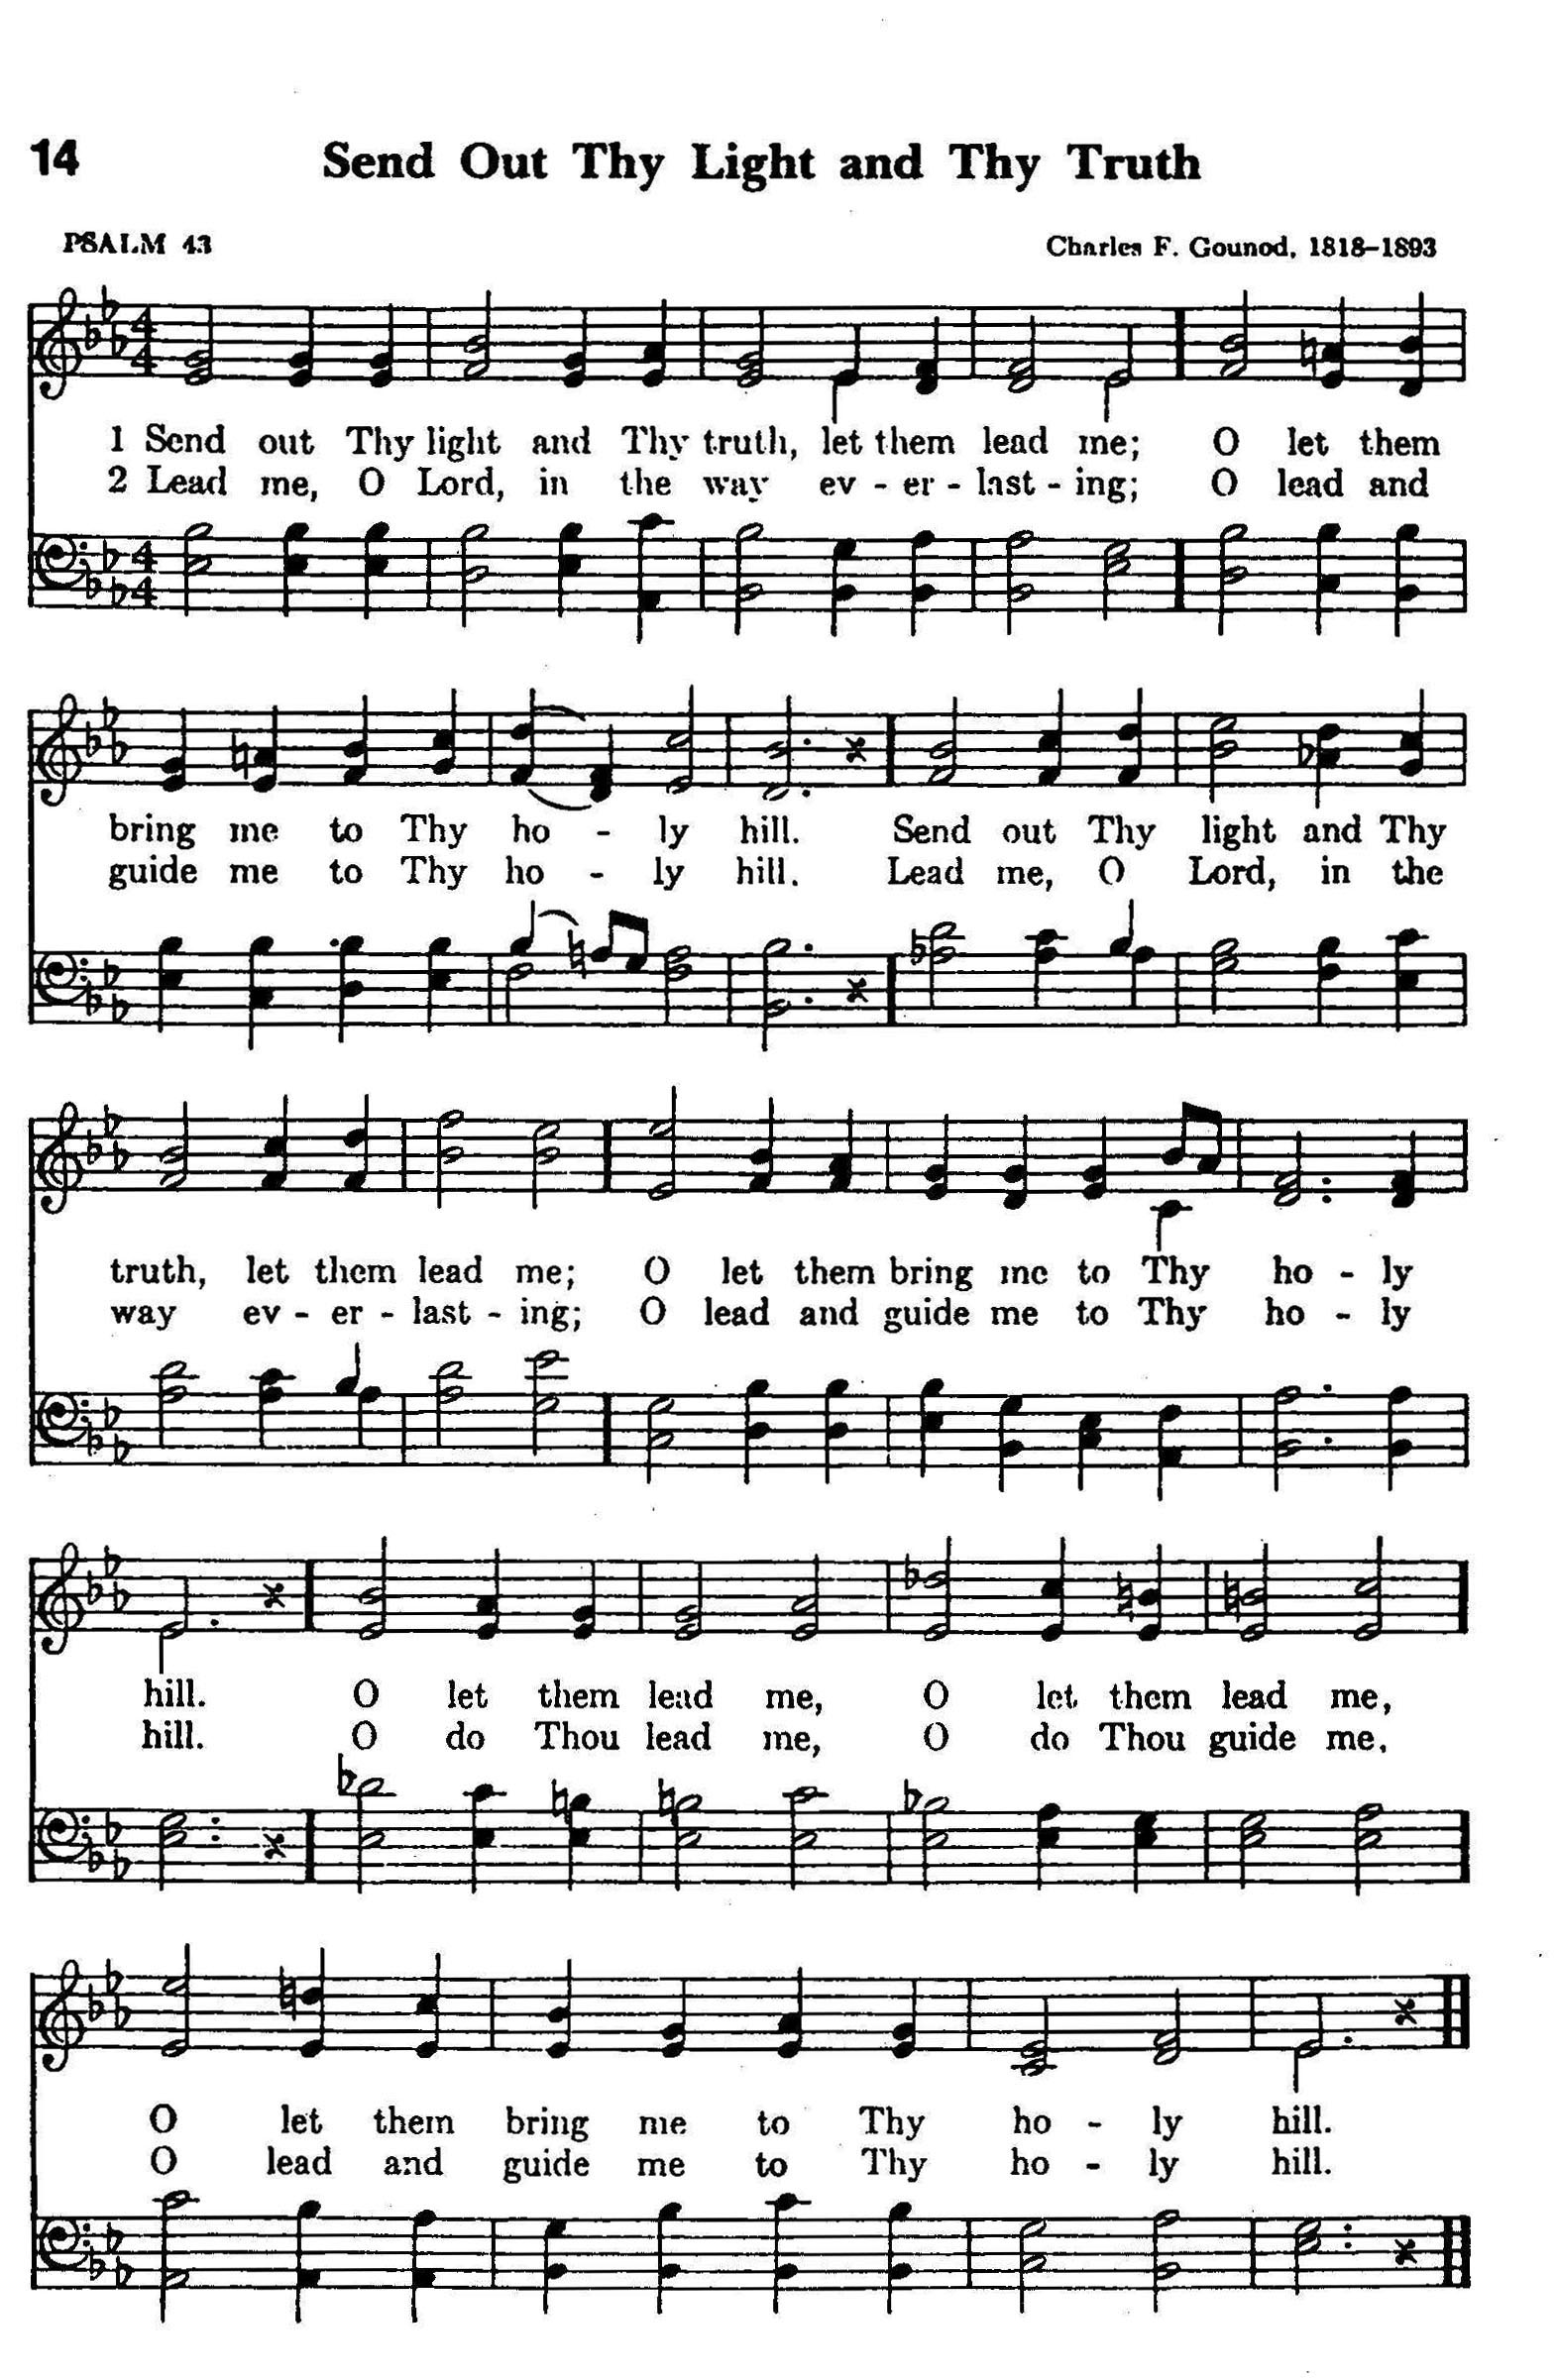 14 Send Out Thy Light and Thy Truth
PSALM 43 Charles F. Gounod, 1818–1893
1 Send out Thy light and Thy truth, let them lead me; O let them
2 Lead me, O Lord, in the way ev - er - last - ing; O lead and
bring me to Thy ho - ly hill. Send out Thy light and Thy
guide me to Thy ho - ly hill. Lead me, O Lord, in the
truth, let them lead me; O let them bring me to Thy ho - ly
way ev - er - last - ing; O lead and guide me to Thy ho - ly
hill. O let them lead me, O let them lead me,
hill. O do Thou lead me, O do Thou guide me,
O let them bring me to Thy ho - ly hill.
O lead and guide me to Thy ho - ly hill.